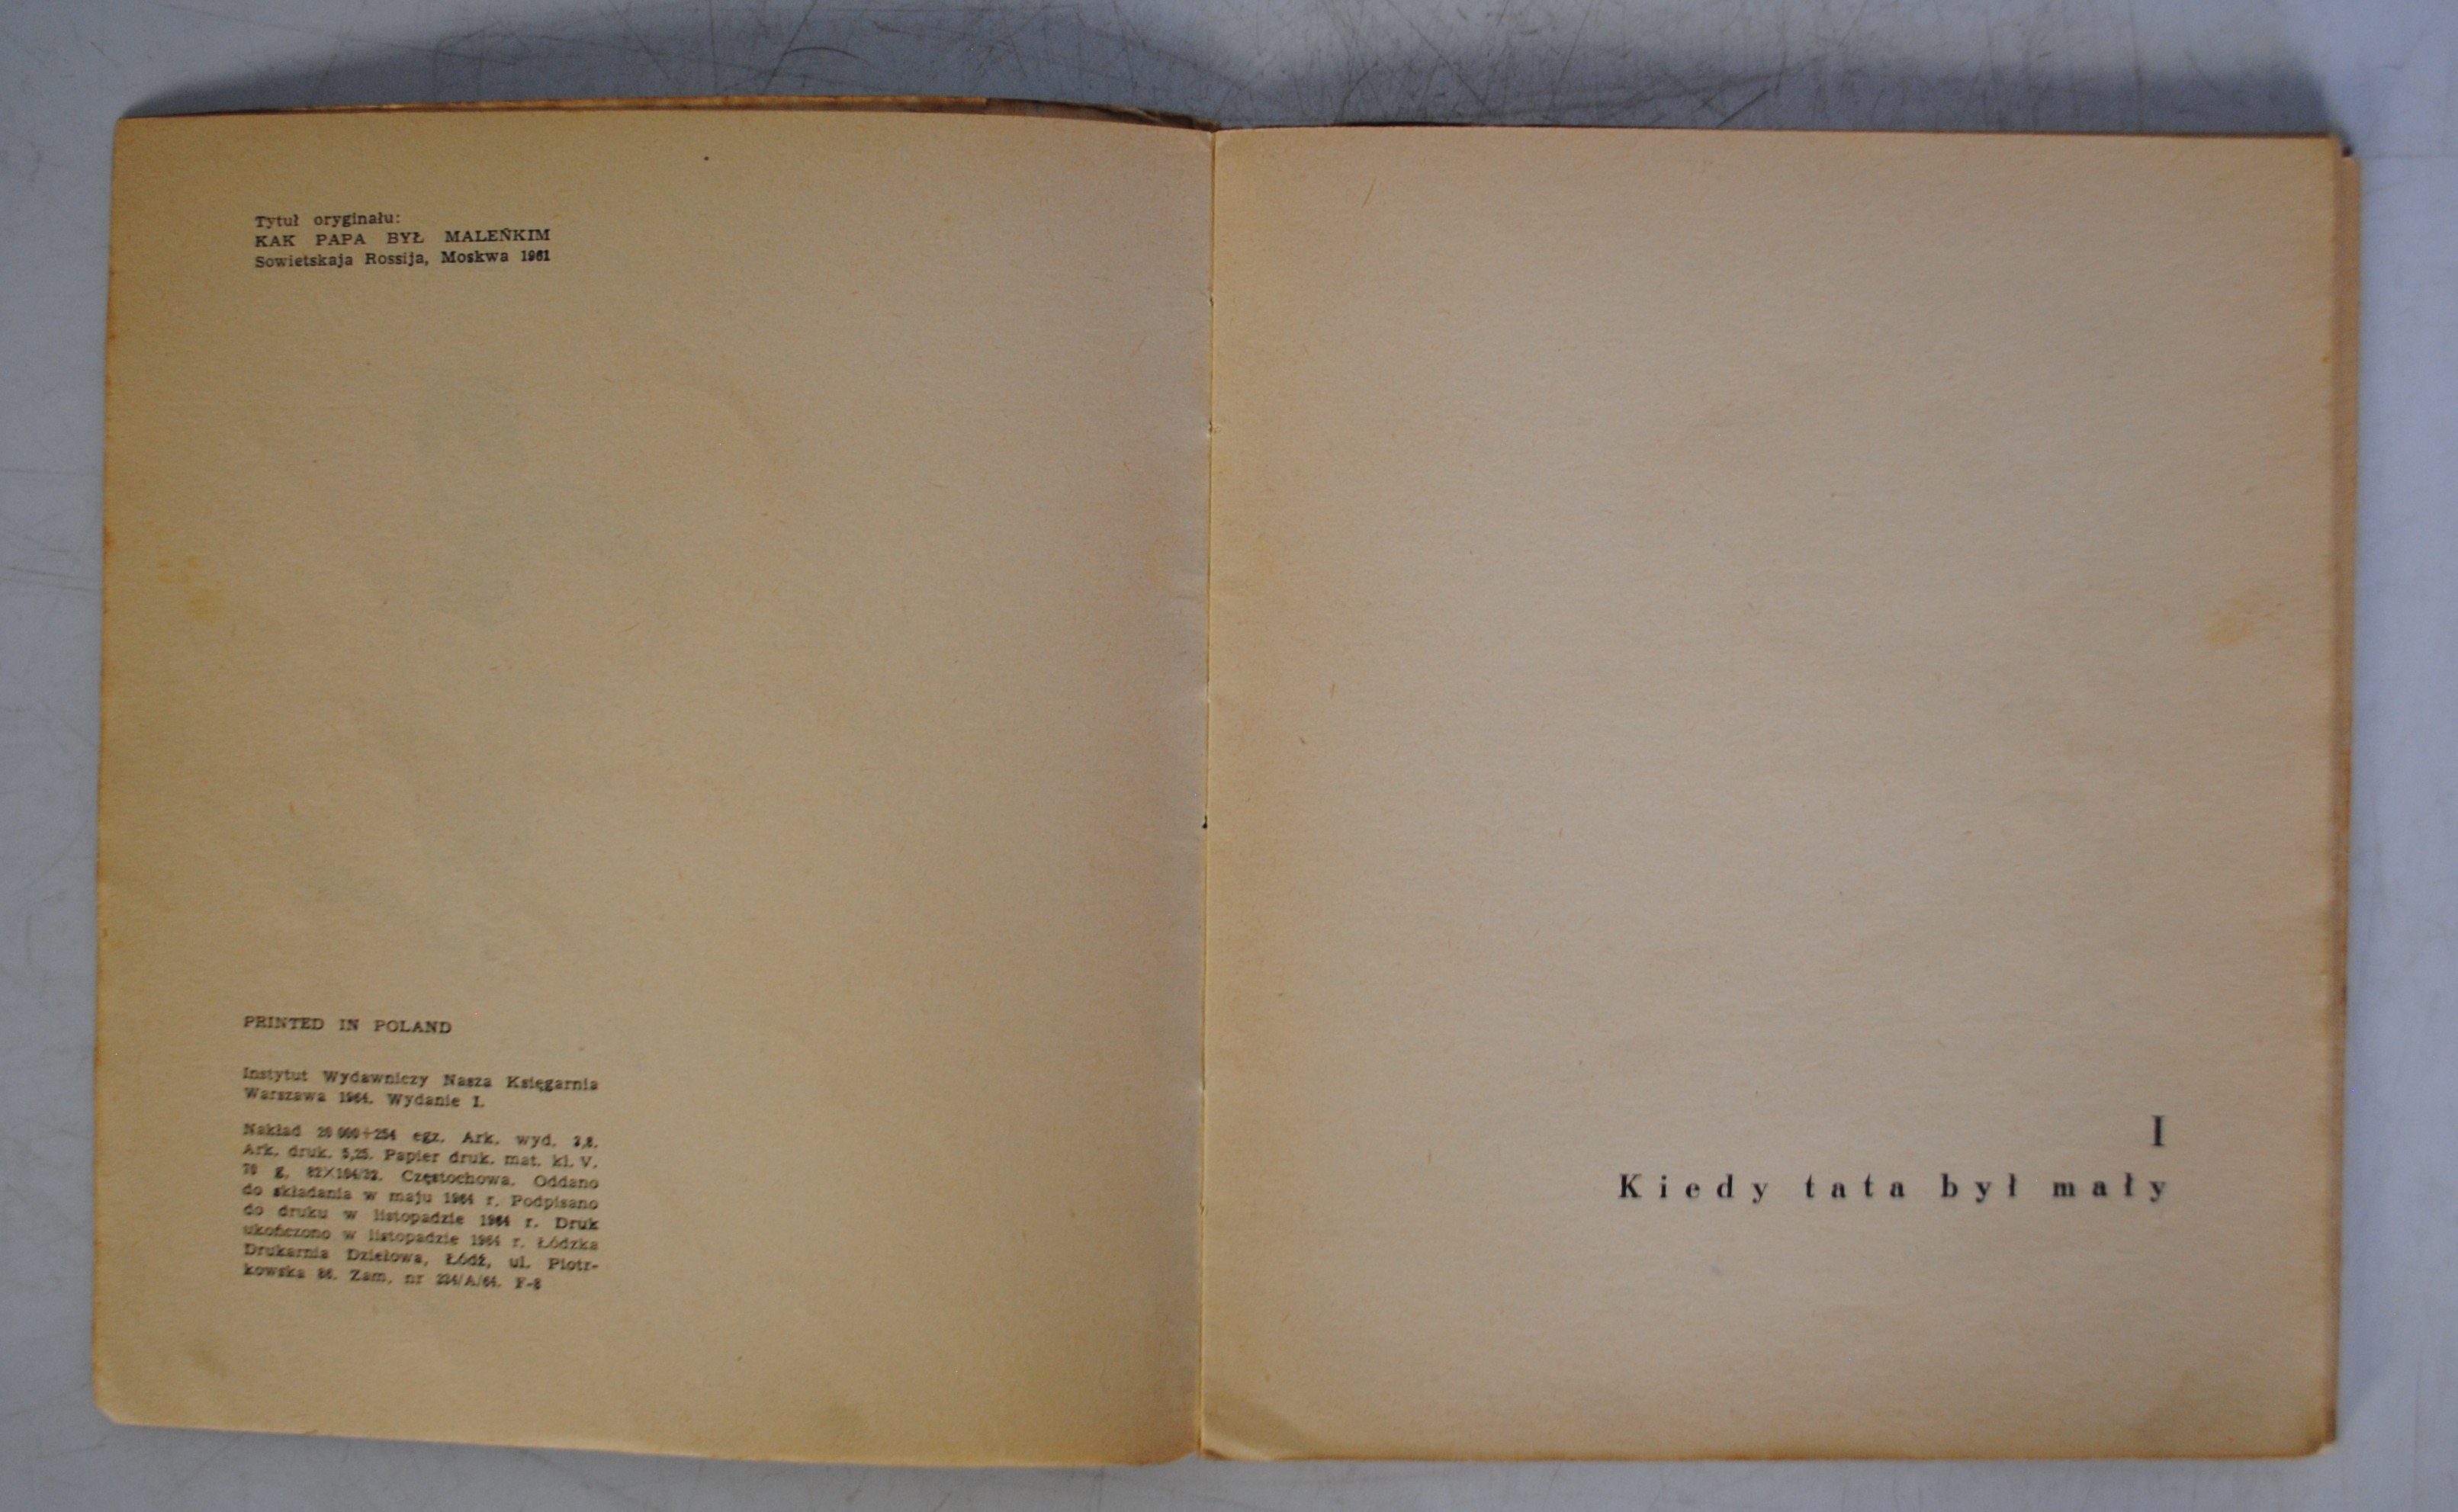 Tytuł oryginału:
KAK PAPA BYŁ MALEŃKIM
Sowietskaja Rossija, Moskwa 1961
PRINTED IN POLAND
Instytut Wydawniczy Nasza Księgarnia
Warszawa 1964. Wydanie I.
Nakład 20 000+254 egz. Ark. wyd. 3,8.
Ark. druk. 5,25. Papier druk. mat. kl. V.
70 g, 82×104/32. Częstochowa. Oddano
do składania w maju 1964 r. Podpisano
do druku w listopadzie 1964 r. Druk
ukończono w listopadzie 1964 r. Łódzka
Drukarnia Dziełowa, Łódź, ul. Piotr-
kowska 86. Zam. nr 234/A/64. F-8
I
Kiedy tata był mały